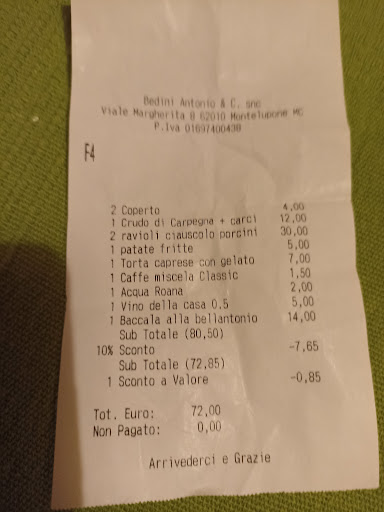 Bedini Antonio & C. snc
Viale Margherita 8 62010 Montelupone MC
P.Iva 01697400438
F4
2 Coperto 4,00
1 Crudo di Carpegna + carci 12,00
2 ravioli ciauscolo porcini 30,00
1 patate fritte 5,00
1 Torta caprese con gelato 7,00
1 Caffe miscela Classic 1,50
1 Acqua Roana 2,00
1 Vino della casa 0,5 5,00
1 Baccala alla bellantonio 14,00
Sub Totale (80,50)
10% Sconto -7,65
Sub Totale (72,85)
1 Sconto a Valore -0,85
Tot. Euro: 72,00
Non Pagato: 0,00
Arrivederci e Grazie